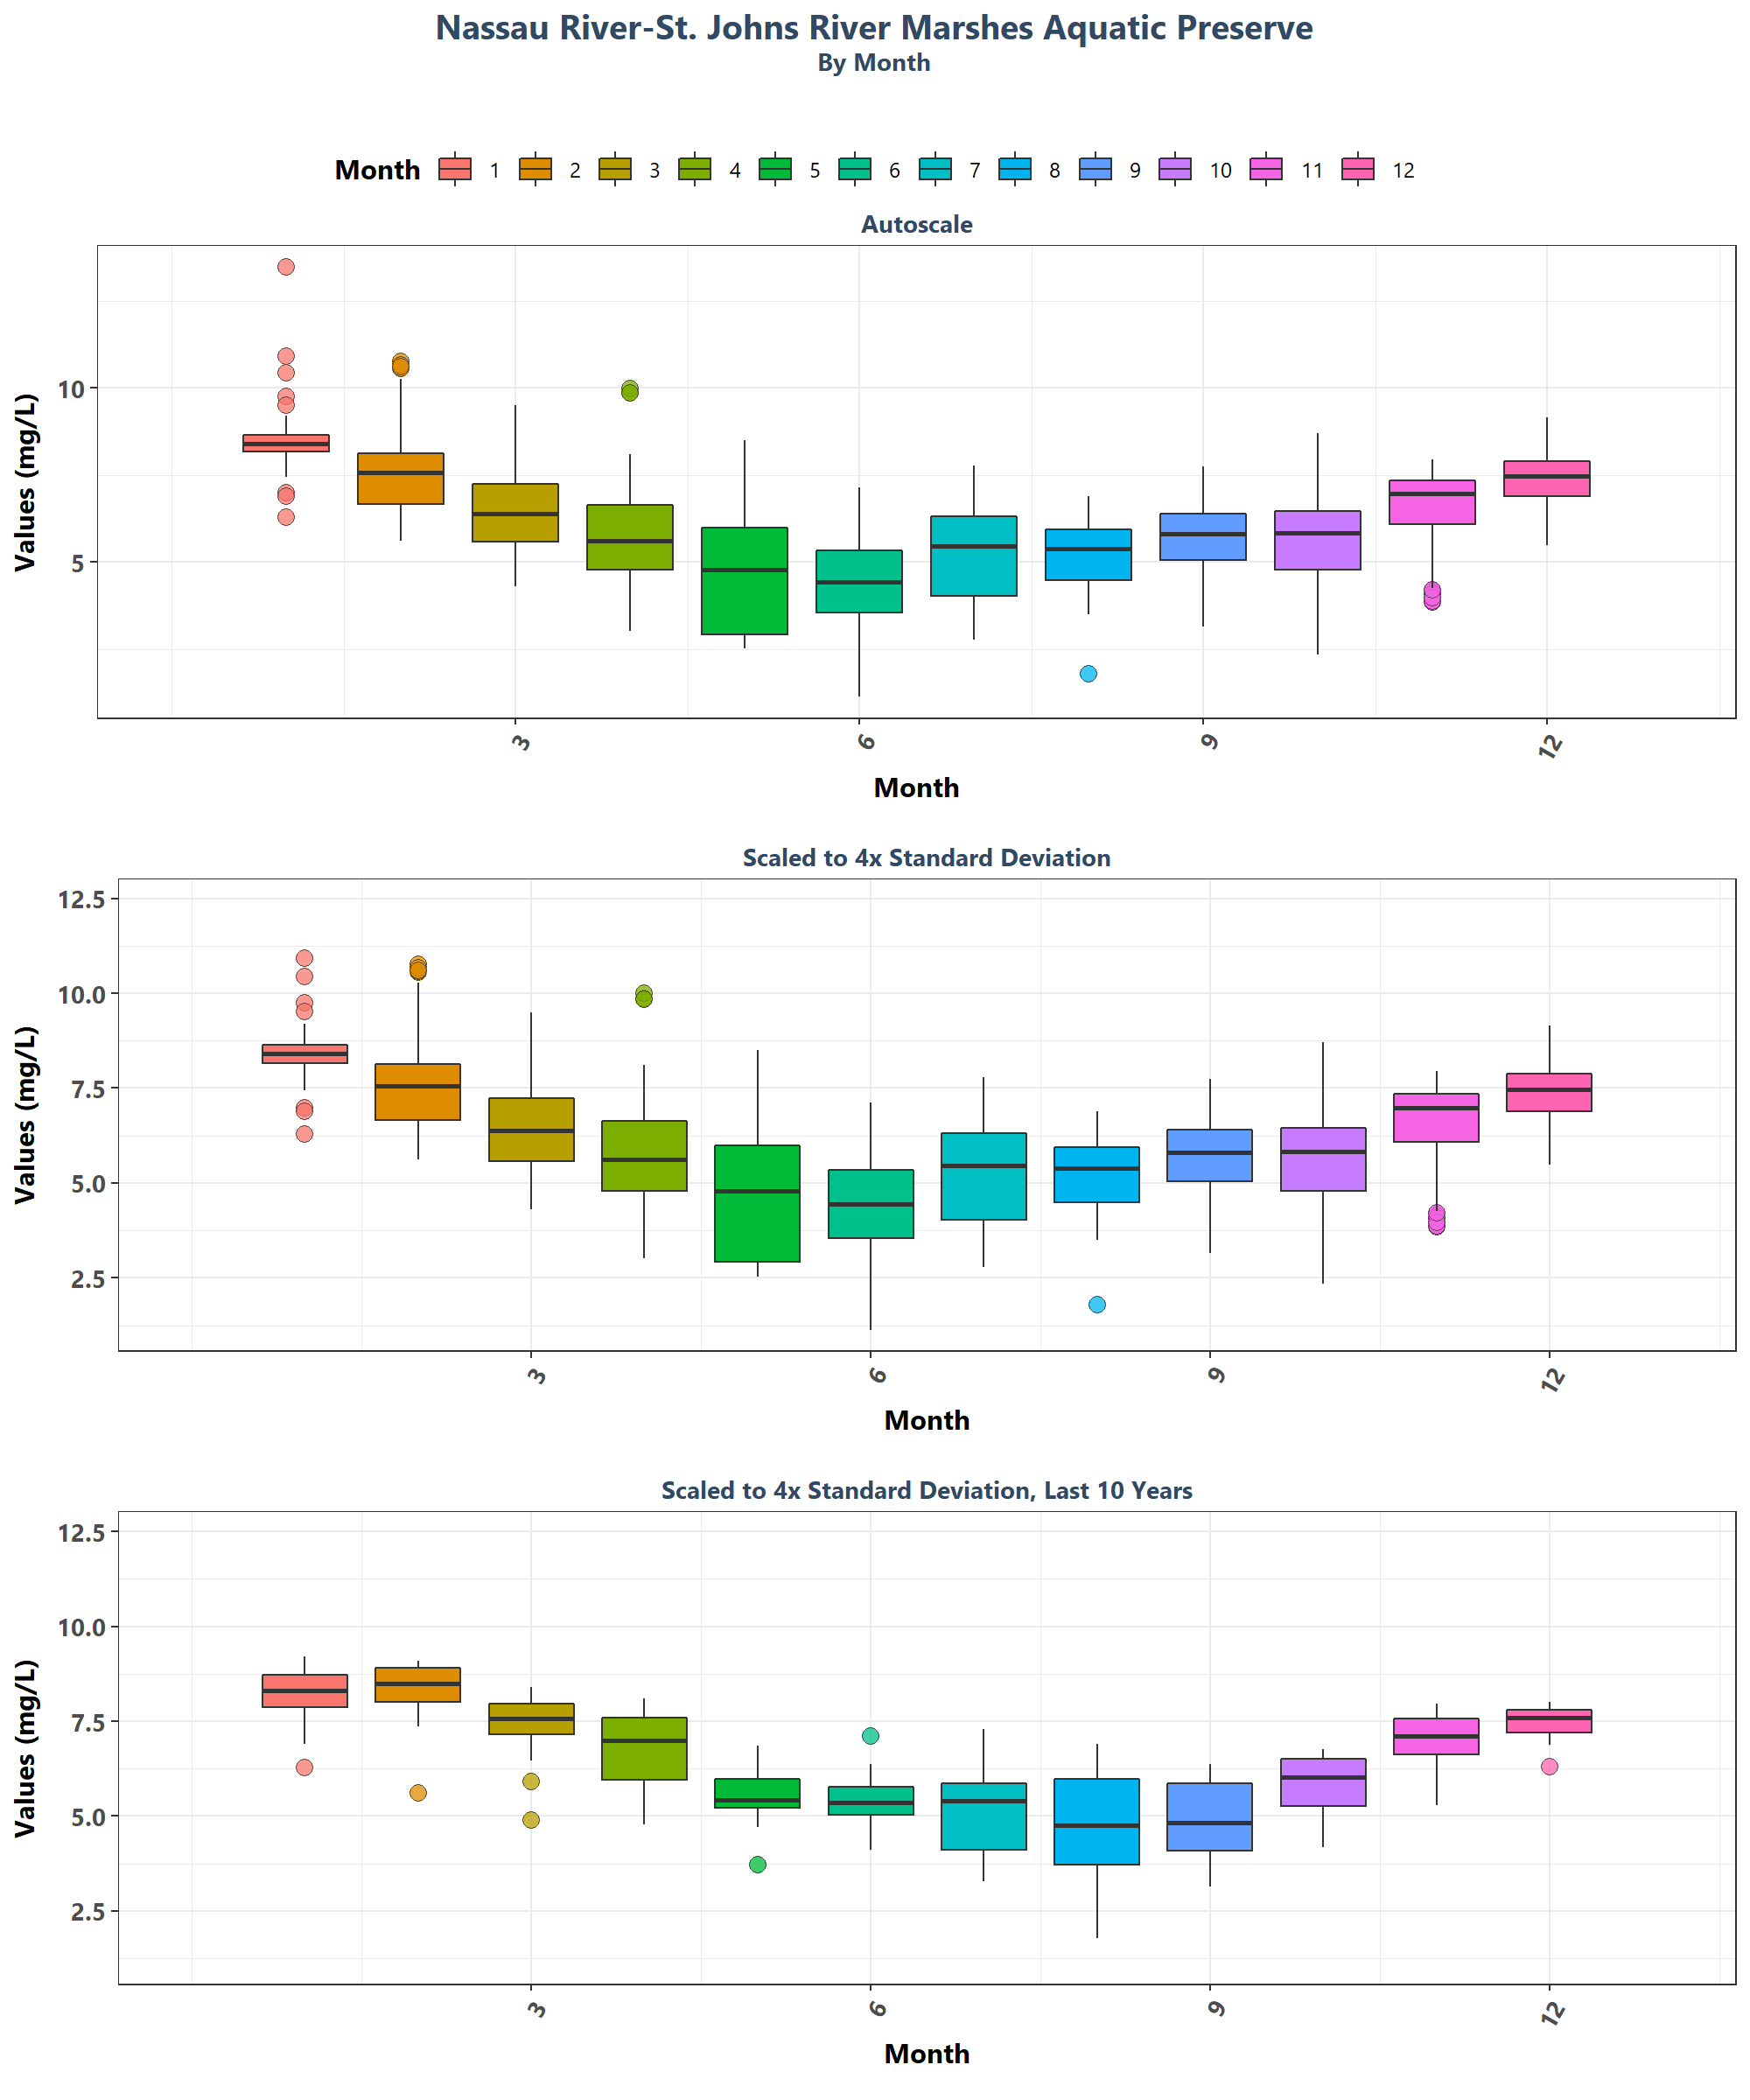 Nassau River-St. Johns River Marshes Aquatic Preserve
By Month
Month 1 2 3 4 5 6 7 8 9 10 11 12
Autoscale
Values (mg/L)
10
5
3 6 9 12
Month
Scaled to 4x Standard Deviation
Values (mg/L)
12.5
10.0
7.5
5.0
2.5
3 6 9 12
Month
Scaled to 4x Standard Deviation, Last 10 Years
Values (mg/L)
12.5
10.0
7.5
5.0
2.5
3 6 9 12
Month